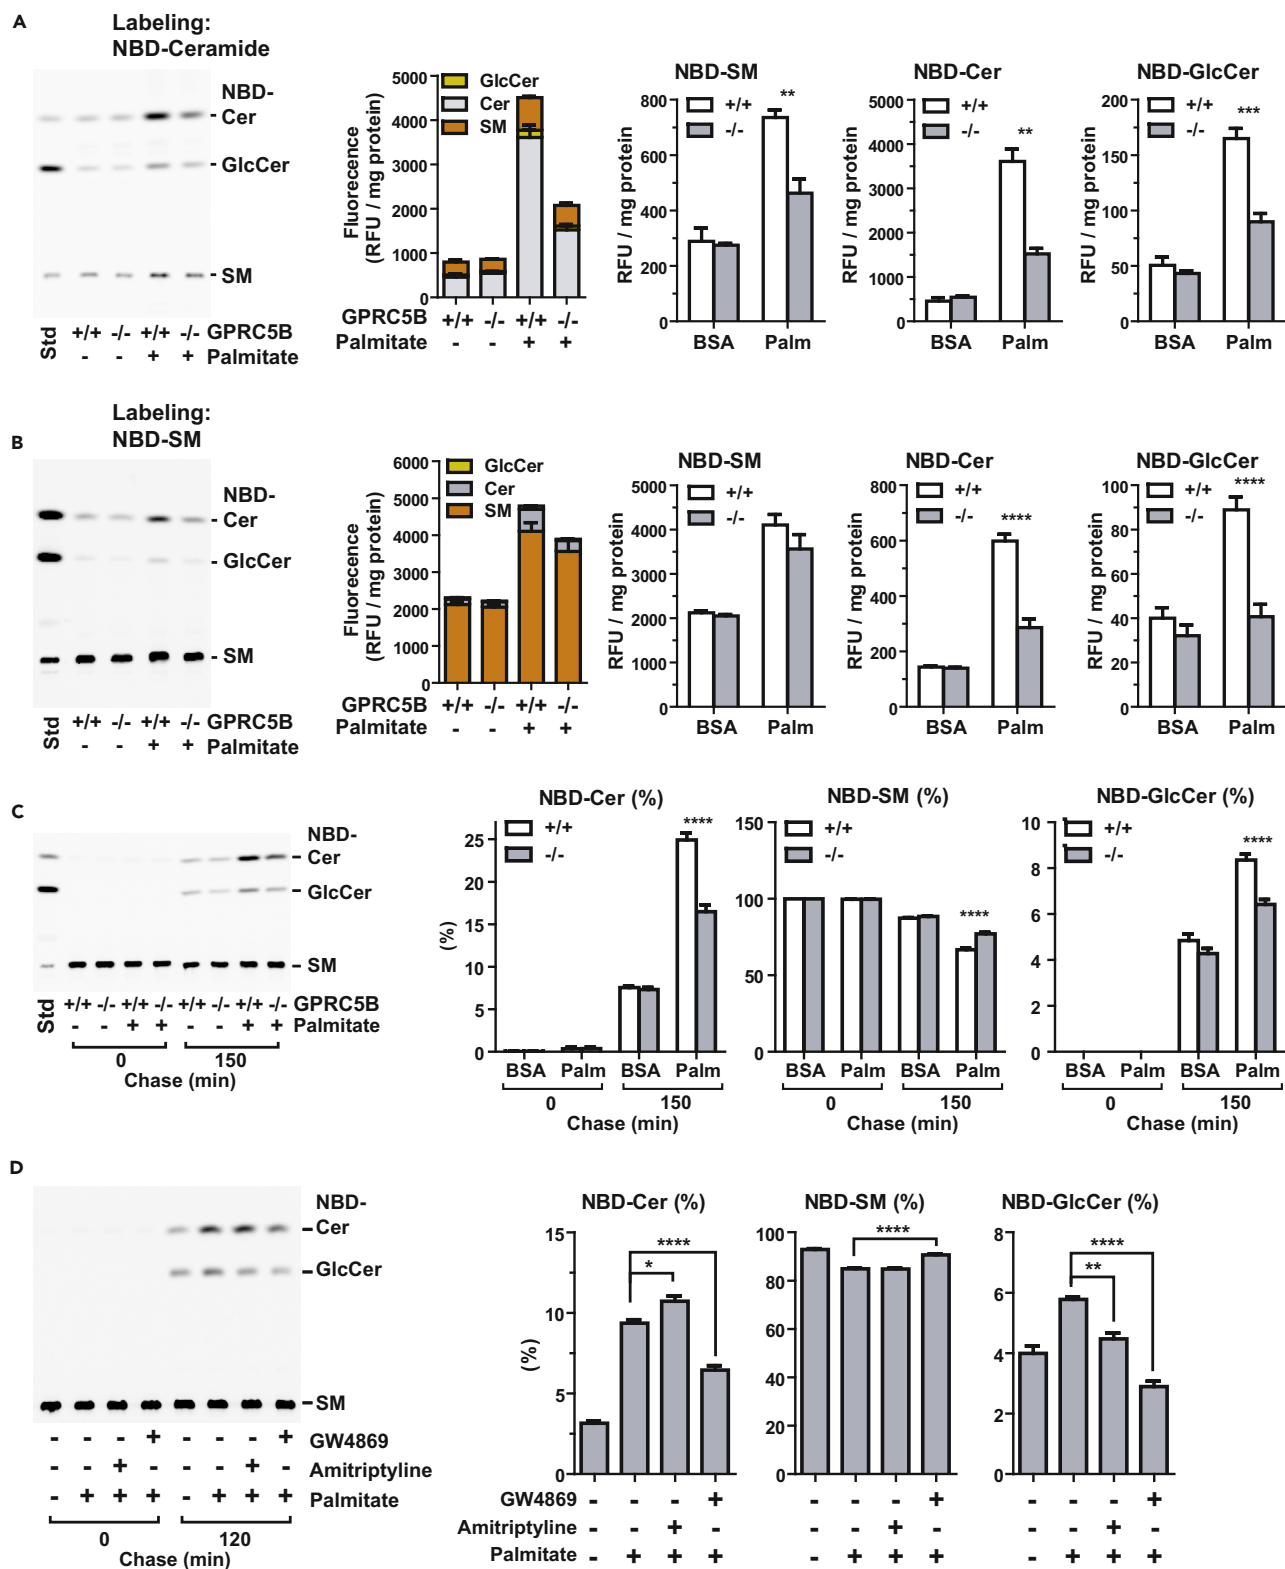 A
Labeling:
NBD-Ceramide
NBD-
Cer
GlcCer
SM
Std
+/+ -/- +/+ -/- GPRC5B
- - + + Palmitate
Fluorecence
(RFU / mg protein)
5000
4000
3000
2000
1000
0
GlcCer
Cer
SM
GPRC5B +/+ -/- +/+ -/-
Palmitate - - + +
NBD-SM
RFU / mg protein
800
600
400
200
0
+/+
-/-
**
BSA Palm
NBD-Cer
RFU / mg protein
5000
4000
3000
2000
1000
0
+/+
-/-
**
BSA Palm
NBD-GlcCer
RFU / mg protein
200
150
100
50
0
+/+
-/-
***
BSA Palm
B
Labeling:
NBD-SM
NBD-
Cer
GlcCer
SM
Std
+/+ -/- +/+ -/- GPRC5B
- - + + Palmitate
Fluorecence
(RFU / mg protein)
6000
5000
4000
3000
2000
1000
0
GlcCer
Cer
SM
GPRC5B +/+ -/- +/+ -/-
Palmitate - - + +
NBD-SM
RFU / mg protein
5000
4000
3000
2000
1000
0
+/+
-/-
BSA Palm
NBD-Cer
RFU / mg protein
800
600
400
200
0
+/+
-/-
****
BSA Palm
NBD-GlcCer
RFU / mg protein
100
80
60
40
20
0
+/+
-/-
****
BSA Palm
C
NBD-
Cer
GlcCer
SM
Std
+/+ -/- +/+ -/- +/+ -/- +/+ -/- GPRC5B
- - + + - - + + Palmitate
0 150
Chase (min)
NBD-Cer (%)
(%)
25
20
15
10
5
0
+/+
-/-
****
BSA Palm BSA Palm
0 150
Chase (min)
NBD-SM (%)
150
100
50
0
+/+
-/-
****
BSA Palm BSA Palm
0 150
Chase (min)
NBD-GlcCer (%)
10
8
6
4
2
0
+/+
-/-
****
BSA Palm BSA Palm
0 150
Chase (min)
D
NBD-
Cer
GlcCer
SM
- - - + - - - + GW4869
- - + - - - + - Amitriptyline
- + + + - + + + Palmitate
0 120
Chase (min)
NBD-Cer (%)
(%)
15
10
5
0
****
*
GW4869 - - - +
Amitriptyline - - + -
Palmitate - + + +
NBD-SM (%)
100
80
60
40
20
0
****
- - - +
- - + -
- + + +
NBD-GlcCer (%)
8
6
4
2
0
****
**
- - - +
- - + -
- + + +